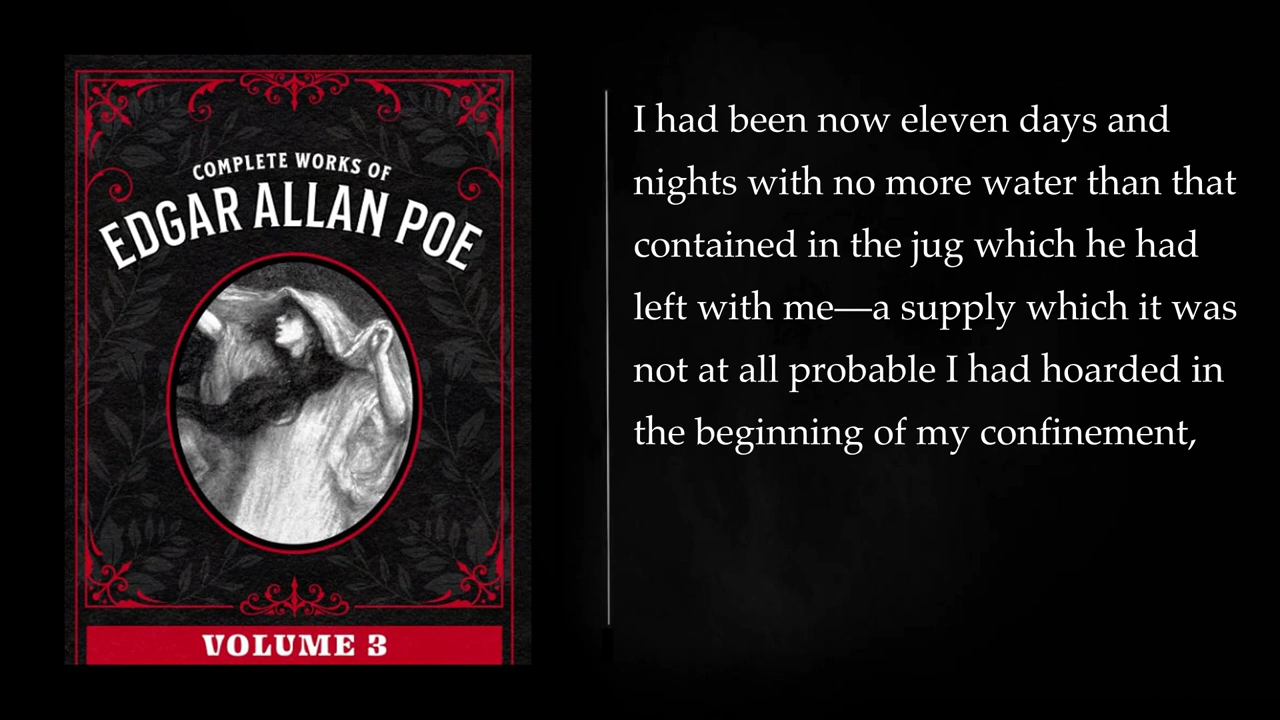 COMPLETE WORKS OF
EDGAR ALLAN POE
VOLUME 3
I had been now eleven days and
nights with no more water than that
contained in the jug which he had
left with me—a supply which it was
not at all probable I had hoarded in
the beginning of my confinement,